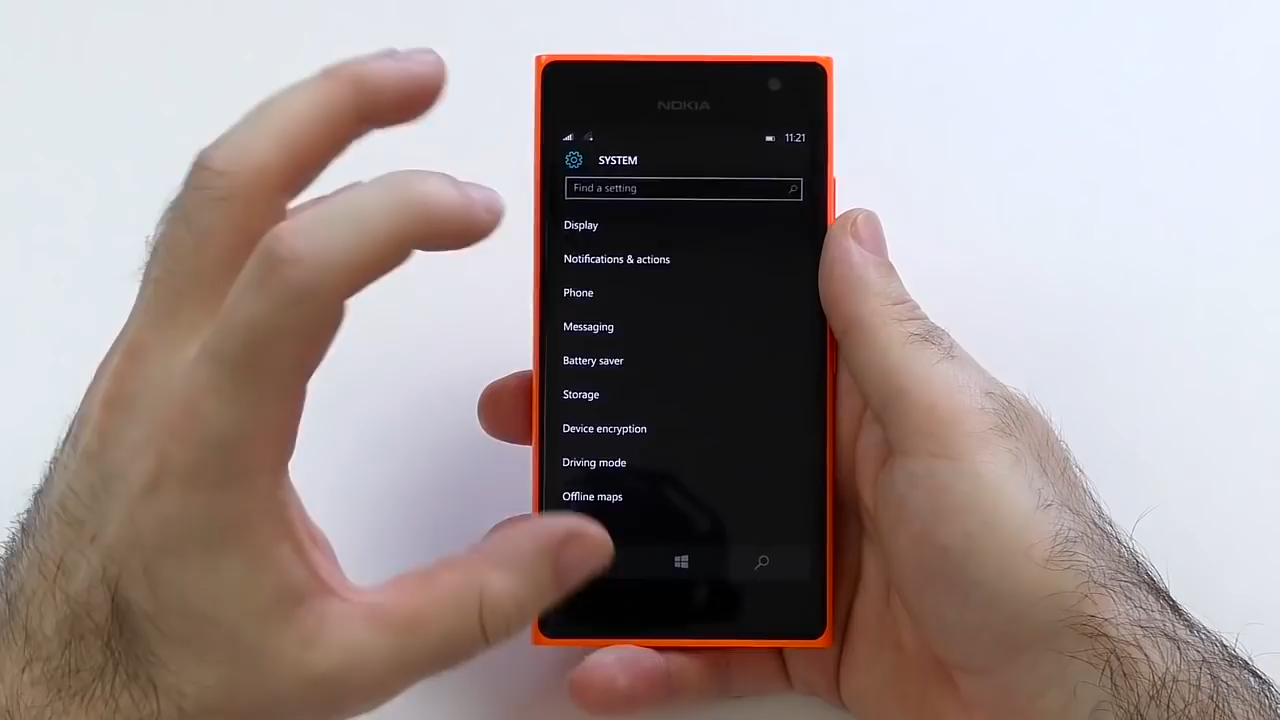 NOKIA
11:21
SYSTEM
Find a setting
Display
Notifications & actions
Phone
Messaging
Battery saver
Storage
Device encryption
Driving mode
Offline maps